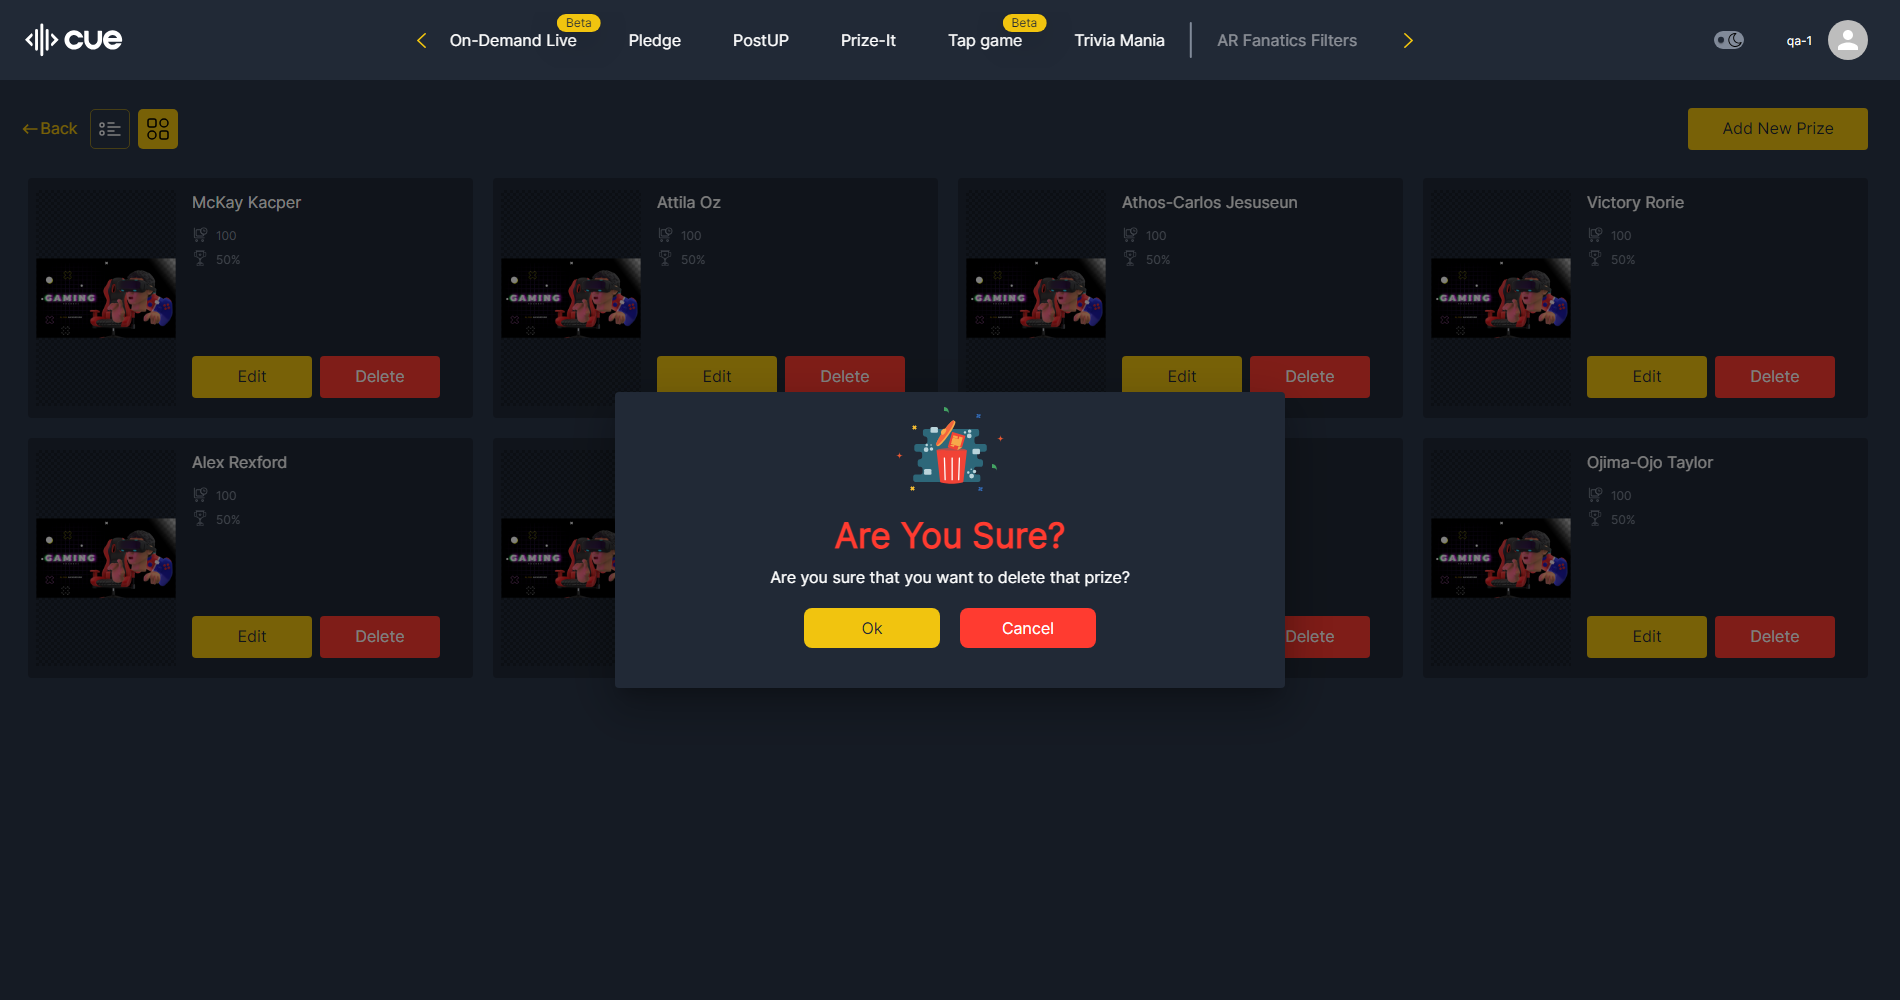 cue
On-Demand Live
Beta
Pledge
PostUP
Prize-It
Tap game
Beta
Trivia Mania
AR Fanatics Filters
qa-1
Back
Add New Prize
McKay Kacper
100
50%
GAMING
Edit
Delete
Attila Oz
100
50%
GAMING
Edit
Delete
Athos-Carlos Jesuseun
100
50%
GAMING
Edit
Delete
Victory Rorie
100
50%
GAMING
Edit
Delete
Alex Rexford
100
50%
GAMING
Edit
Delete
GAMING
Delete
Ojima-Ojo Taylor
100
50%
GAMING
Edit
Delete
Are You Sure?
Are you sure that you want to delete that prize?
Ok
Cancel